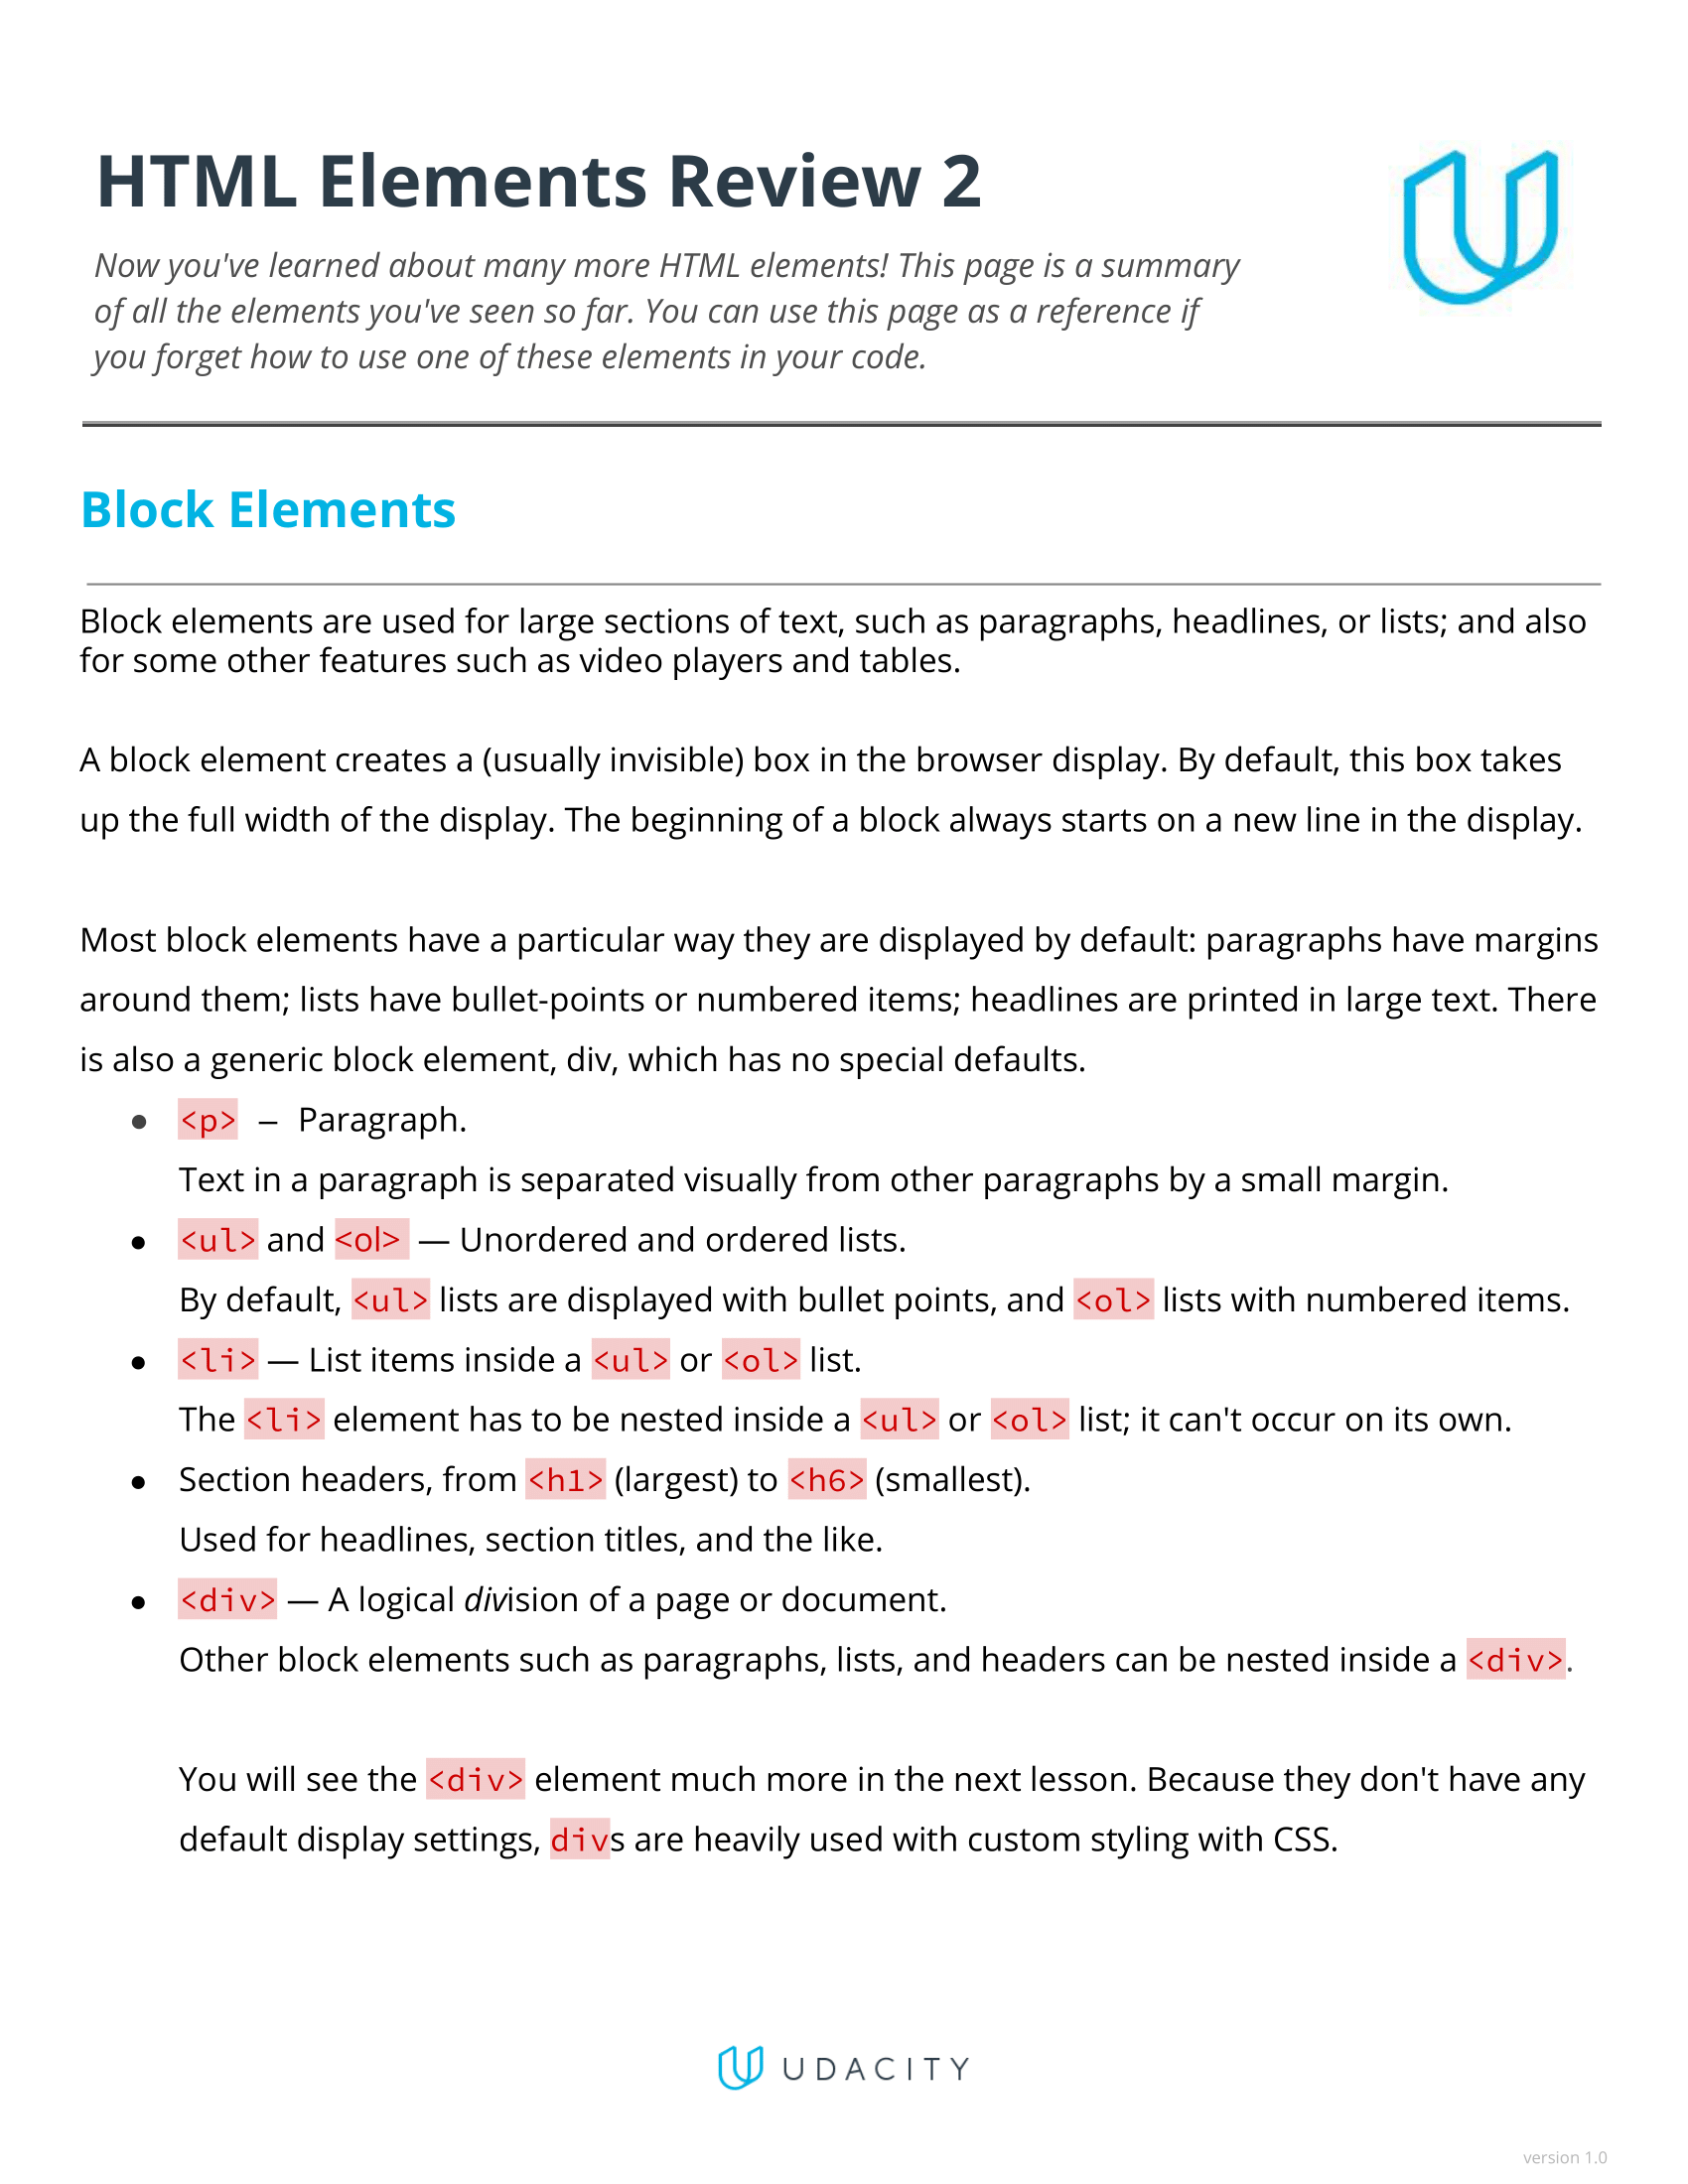 HTML Elements Review 2
Now you've learned about many more HTML elements! This page is a summary
of all the elements you've seen so far. You can use this page as a reference if
you forget how to use one of these elements in your code.
Block Elements
Block elements are used for large sections of text, such as paragraphs, headlines, or lists; and also
for some other features such as video players and tables.
A block element creates a (usually invisible) box in the browser display. By default, this box takes
up the full width of the display. The beginning of a block always starts on a new line in the display.
Most block elements have a particular way they are displayed by default: paragraphs have margins
around them; lists have bullet-points or numbered items; headlines are printed in large text. There
is also a generic block element, div, which has no special defaults.
● <p> – Paragraph.
Text in a paragraph is separated visually from other paragraphs by a small margin.
● <ul> and <ol> — Unordered and ordered lists.
By default, <ul> lists are displayed with bullet points, and <ol> lists with numbered items.
● <li> — List items inside a <ul> or <ol> list.
The <li> element has to be nested inside a <ul> or <ol> list; it can't occur on its own.
● Section headers, from <h1> (largest) to <h6> (smallest).
Used for headlines, section titles, and the like.
● <div> — A logical division of a page or document.
Other block elements such as paragraphs, lists, and headers can be nested inside a <div>.
You will see the <div> element much more in the next lesson. Because they don't have any
default display settings, divs are heavily used with custom styling with CSS.
UDACITY
version 1.0